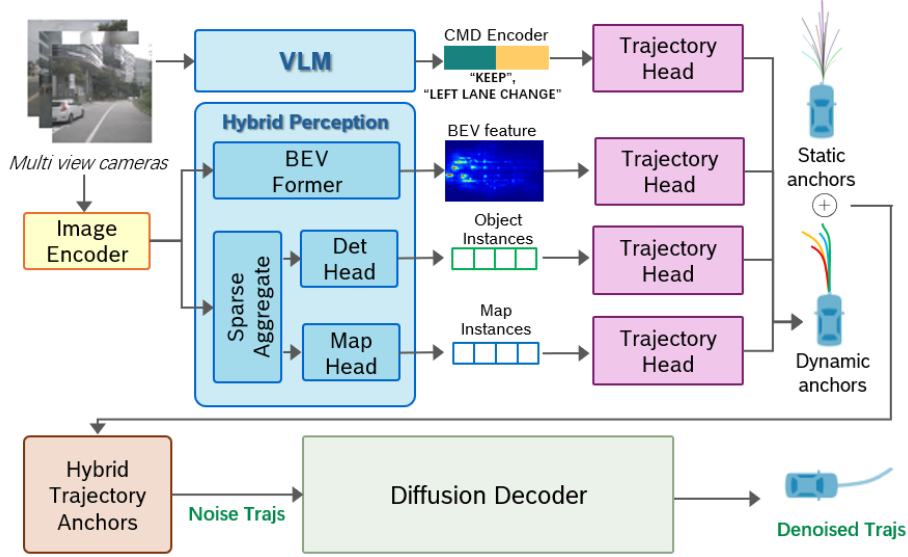 Multi view cameras
VLM
CMD Encoder
"KEEP",
"LEFT LANE CHANGE"
Trajectory
Head
Static
anchors
Hybrid Perception
BEV
Former
BEV feature
Trajectory
Head
Image
Encoder
Sparse
Aggregate
Det
Head
Object
Instances
Trajectory
Head
Map
Head
Map
Instances
Trajectory
Head
Dynamic
anchors
Hybrid
Trajectory
Anchors
Noise Trajs
Diffusion Decoder
Denoised Trajs